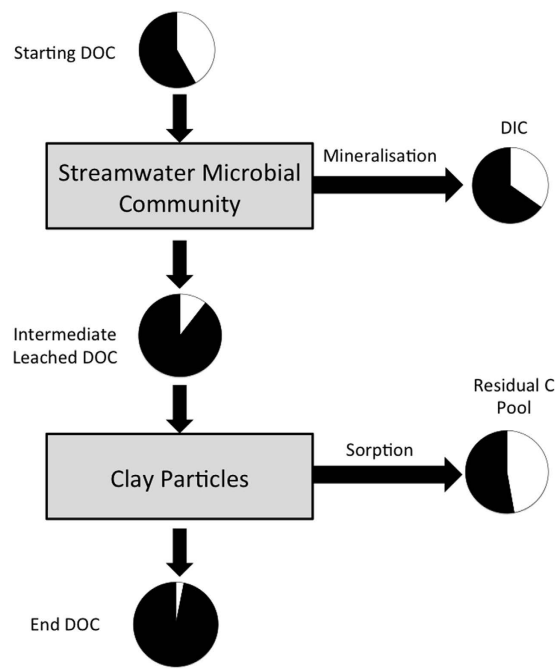 Starting DOC
DIC
Mineralisation
Streamwater Microbial
Community
Intermediate
Leached DOC
Residual C
Pool
Sorption
Clay Particles
End DOC